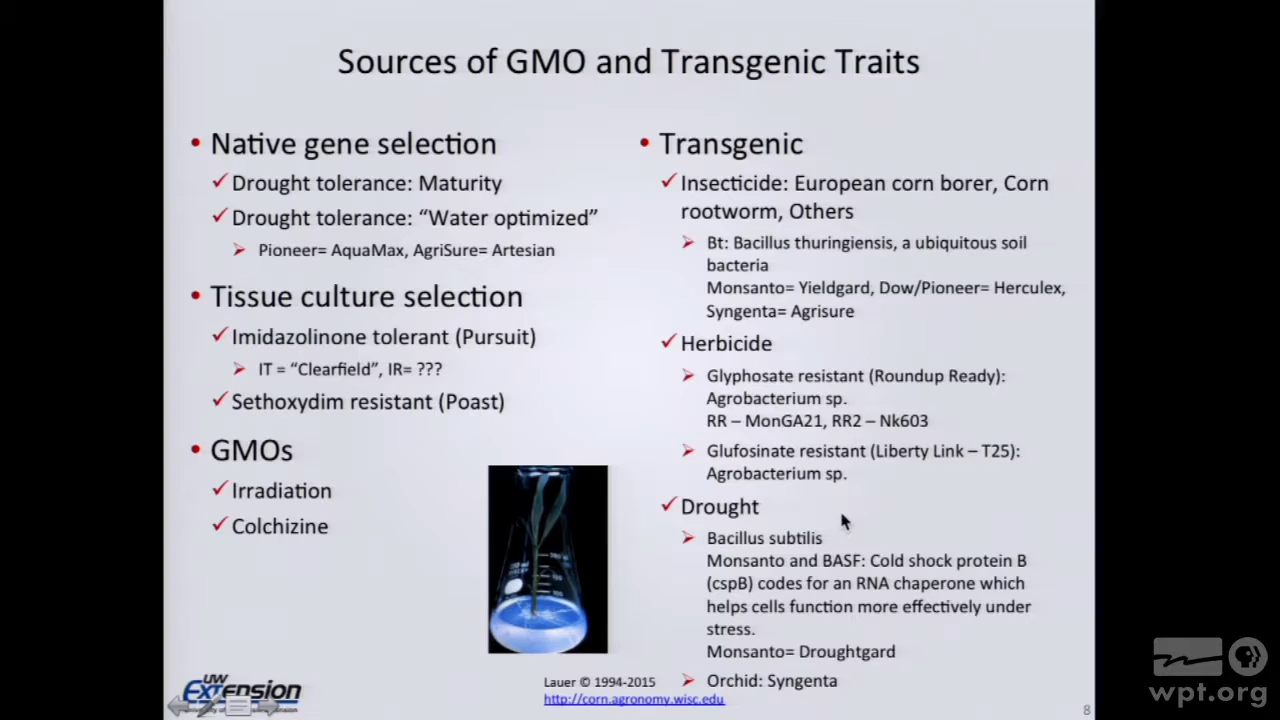 Sources of GMO and Transgenic Traits
• Native gene selection
Drought tolerance: Maturity
Drought tolerance: “Water optimized”
Pioneer= AquaMax, AgriSure= Artesian
• Tissue culture selection
Imidazolinone tolerant (Pursuit)
IT = “Clearfield”, IR= ???
Sethoxydim resistant (Poast)
• GMOs
Irradiation
Colchizine
• Transgenic
Insecticide: European corn borer, Corn
rootworm, Others
Bt: Bacillus thuringiensis, a ubiquitous soil
bacteria
Monsanto= Yieldgard, Dow/Pioneer= Herculex,
Syngenta= Agrisure
Herbicide
Glyphosate resistant (Roundup Ready):
Agrobacterium sp.
RR – MonGA21, RR2 – Nk603
Glufosinate resistant (Liberty Link – T25):
Agrobacterium sp.
Drought
Bacillus subtilis
Monsanto and BASF: Cold shock protein B
(cspB) codes for an RNA chaperone which
helps cells function more effectively under
stress.
Monsanto= Droughtgard
Orchid: Syngenta
UW
Extension
Lauer © 1994-2015
http://corn.agronomy.wisc.edu
8
PBS
wpt.org